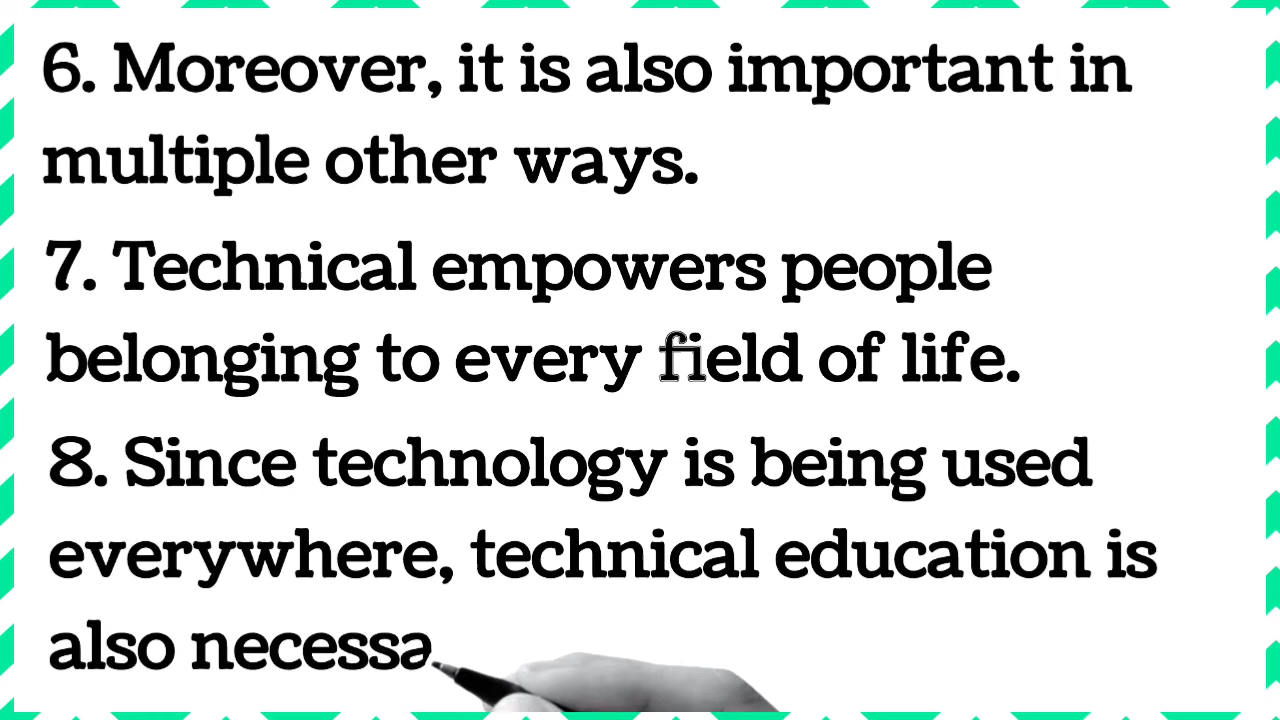 6. Moreover, it is also important in
multiple other ways.
7. Technical empowers people
belonging to every field of life.
8. Since technology is being used
everywhere, technical education is
also necessa